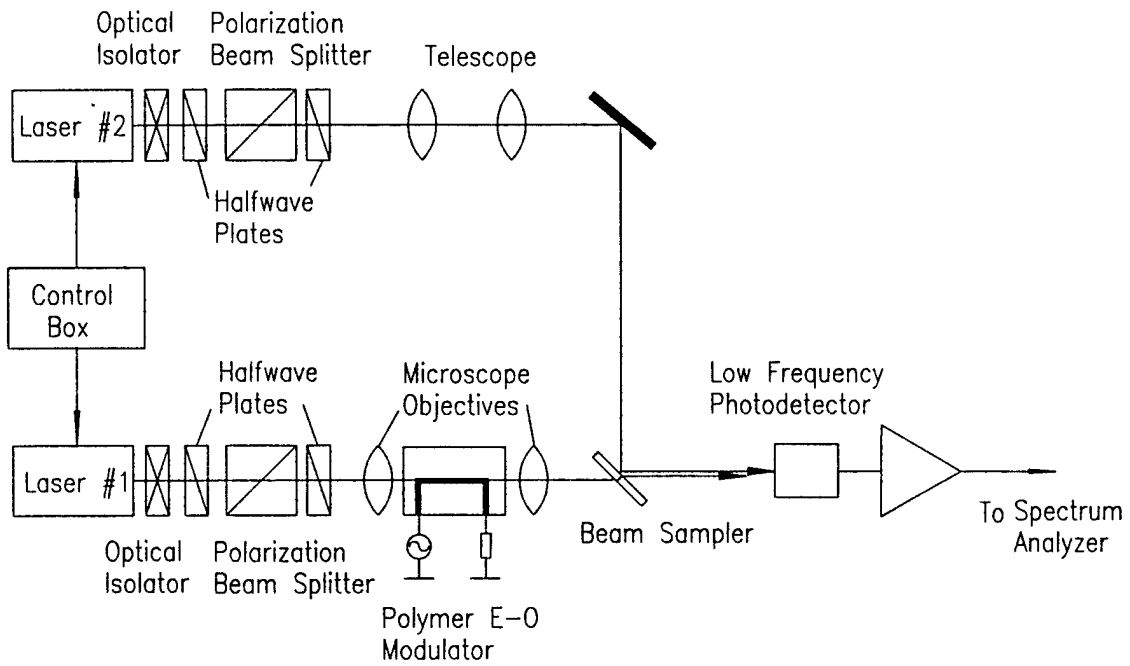 Optical
Isolator
Polarization
Beam Splitter
Telescope
Laser #2
Halfwave
Plates
Control
Box
Halfwave
Plates
Microscope
Objectives
Low Frequency
Photodetector
Laser #1
Beam Sampler
To Spectrum
Analyzer
Optical
Isolator
Polarization
Beam Splitter
Polymer E-O
Modulator